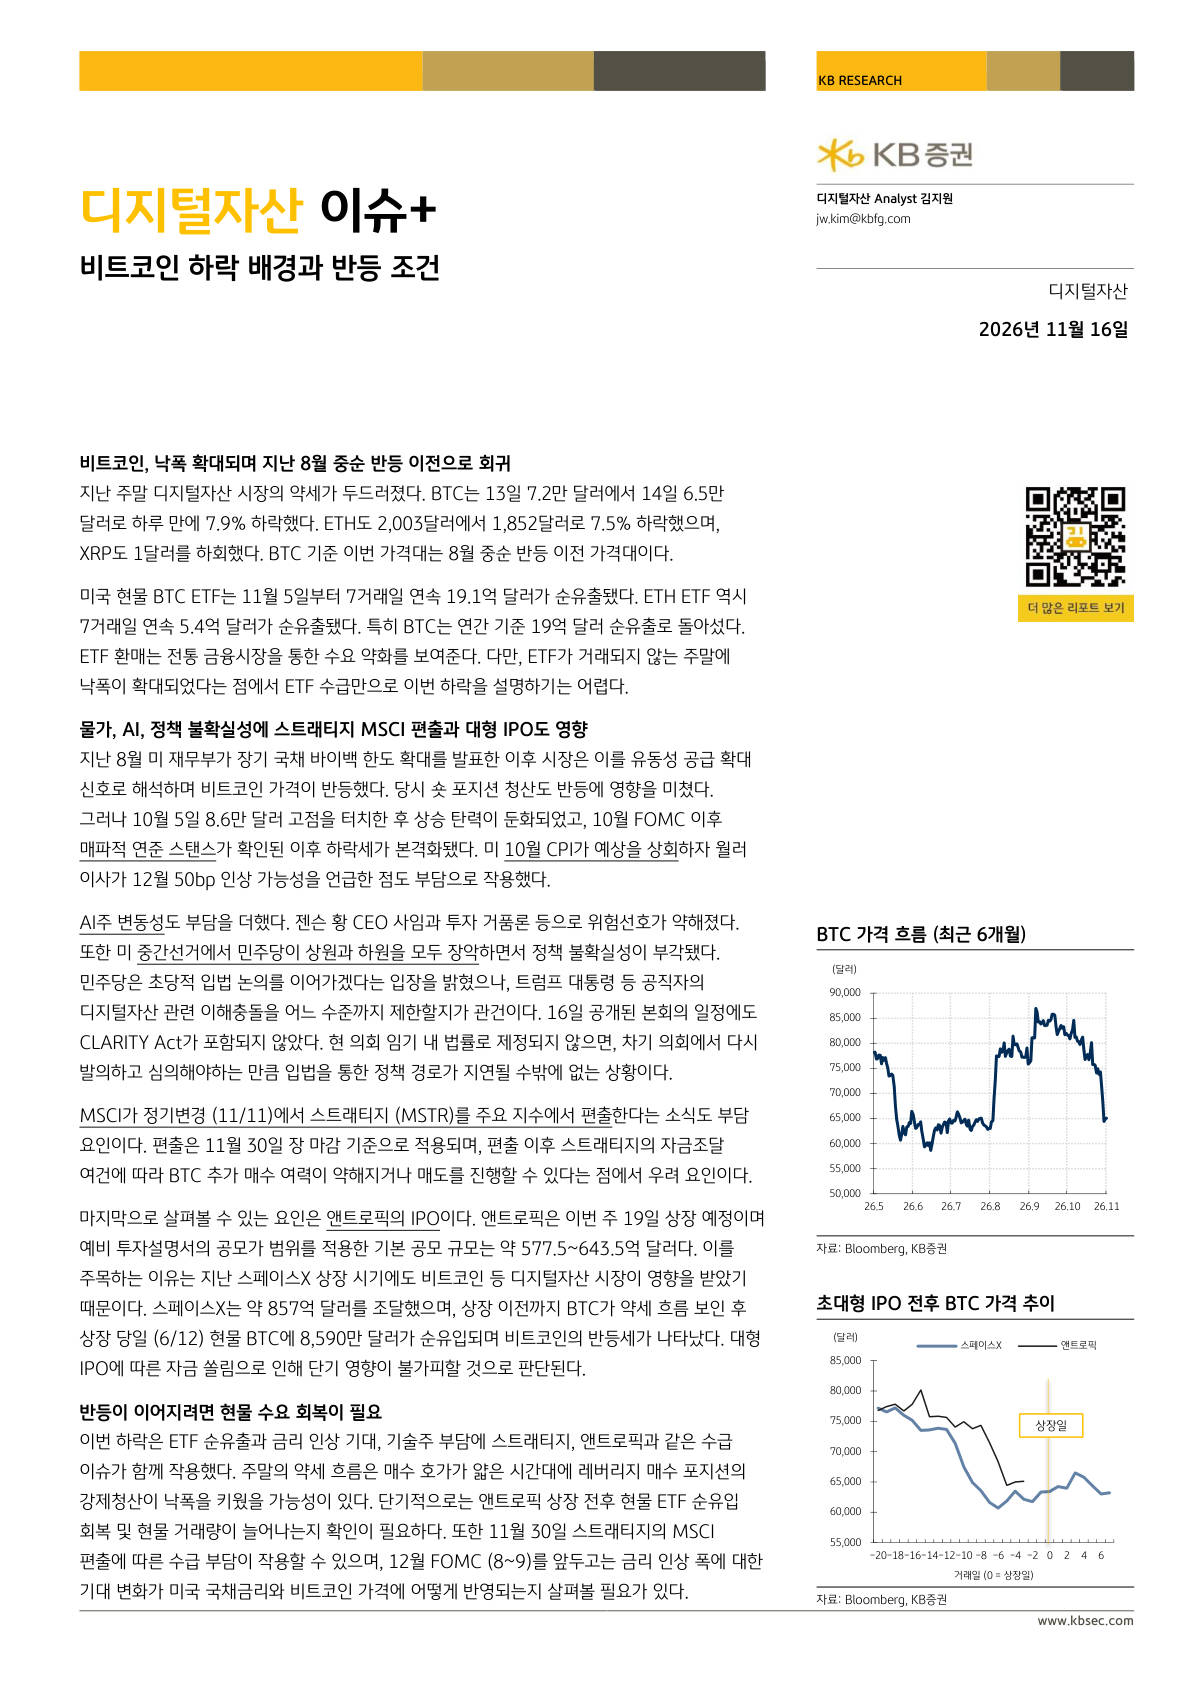 KB RESEARCH
KB증권
디지털자산 Analyst 김지원
jw.kim@kbfg.com
디지털자산
2026년 11월 16일
디지털자산 이슈+
비트코인 하락 배경과 반등 조건
비트코인, 낙폭 확대되며 지난 8월 중순 반등 이전으로 회귀
지난 주말 디지털자산 시장의 약세가 두드러졌다. BTC는 13일 7.2만 달러에서 14일 6.5만
달러로 하루 만에 7.9% 하락했다. ETH도 2,003달러에서 1,852달러로 7.5% 하락했으며,
XRP도 1달러를 하회했다. BTC 기준 이번 가격대는 8월 중순 반등 이전 가격대이다.
미국 현물 BTC ETF는 11월 5일부터 7거래일 연속 19.1억 달러가 순유출됐다. ETH ETF 역시
7거래일 연속 5.4억 달러가 순유출됐다. 특히 BTC는 연간 기준 19억 달러 순유출로 돌아섰다.
ETF 환매는 전통 금융시장을 통한 수요 약화를 보여준다. 다만, ETF가 거래되지 않는 주말에
낙폭이 확대되었다는 점에서 ETF 수급만으로 이번 하락을 설명하기는 어렵다.
물가, AI, 정책 불확실성에 스트래티지 MSCI 편출과 대형 IPO도 영향
지난 8월 미 재무부가 장기 국채 바이백 한도 확대를 발표한 이후 시장은 이를 유동성 공급 확대
신호로 해석하며 비트코인 가격이 반등했다. 당시 숏 포지션 청산도 반등에 영향을 미쳤다.
그러나 10월 5일 8.6만 달러 고점을 터치한 후 상승 탄력이 둔화되었고, 10월 FOMC 이후
매파적 연준 스탠스가 확인된 이후 하락세가 본격화됐다. 미 10월 CPI가 예상을 상회하자 월러
이사가 12월 50bp 인상 가능성을 언급한 점도 부담으로 작용했다.
AI주 변동성도 부담을 더했다. 젠슨 황 CEO 사임과 투자 거품론 등으로 위험선호가 약해졌다.
또한 미 중간선거에서 민주당이 상원과 하원을 모두 장악하면서 정책 불확실성이 부각됐다.
민주당은 초당적 입법 논의를 이어가겠다는 입장을 밝혔으나, 트럼프 대통령 등 공직자의
디지털자산 관련 이해충돌을 어느 수준까지 제한할지가 관건이다. 16일 공개된 본회의 일정에도
CLARITY Act가 포함되지 않았다. 현 의회 임기 내 법률로 제정되지 않으면, 차기 의회에서 다시
발의하고 심의해야하는 만큼 입법을 통한 정책 경로가 지연될 수밖에 없는 상황이다.
MSCI가 정기변경 (11/11)에서 스트래티지 (MSTR)를 주요 지수에서 편출한다는 소식도 부담
요인이다. 편출은 11월 30일 장 마감 기준으로 적용되며, 편출 이후 스트래티지의 자금조달
여건에 따라 BTC 추가 매수 여력이 약해지거나 매도를 진행할 수 있다는 점에서 우려 요인이다.
마지막으로 살펴볼 수 있는 요인은 앤트로픽의 IPO이다. 앤트로픽은 이번 주 19일 상장 예정이며
예비 투자설명서의 공모가 범위를 적용한 기본 공모 규모는 약 577.5~643.5억 달러다. 이를
주목하는 이유는 지난 스페이스X 상장 시기에도 비트코인 등 디지털자산 시장이 영향을 받았기
때문이다. 스페이스X는 약 857억 달러를 조달했으며, 상장 이전까지 BTC가 약세 흐름 보인 후
상장 당일 (6/12) 현물 BTC에 8,590만 달러가 순유입되며 비트코인의 반등세가 나타났다. 대형
IPO에 따른 자금 쏠림으로 인해 단기 영향이 불가피할 것으로 판단된다.
반등이 이어지려면 현물 수요 회복이 필요
이번 하락은 ETF 순유출과 금리 인상 기대, 기술주 부담에 스트래티지, 앤트로픽과 같은 수급
이슈가 함께 작용했다. 주말의 약세 흐름은 매수 호가가 얇은 시간대에 레버리지 매수 포지션의
강제청산이 낙폭을 키웠을 가능성이 있다. 단기적으로는 앤트로픽 상장 전후 현물 ETF 순유입
회복 및 현물 거래량이 늘어나는지 확인이 필요하다. 또한 11월 30일 스트래티지의 MSCI
편출에 따른 수급 부담이 작용할 수 있으며, 12월 FOMC (8~9)를 앞두고는 금리 인상 폭에 대한
기대 변화가 미국 국채금리와 비트코인 가격에 어떻게 반영되는지 살펴볼 필요가 있다.
더 많은 리포트 보기
BTC 가격 흐름 (최근 6개월)
(달러)
90,000
85,000
80,000
75,000
70,000
65,000
60,000
55,000
50,000
26.5 26.6 26.7 26.8 26.9 26.10 26.11
자료: Bloomberg, KB증권
초대형 IPO 전후 BTC 가격 추이
(달러)
스페이스X 앤트로픽
85,000
80,000
75,000
70,000
65,000
60,000
55,000
상장일
-20 -18 -16 -14 -12 -10 -8 -6 -4 -2 0 2 4 6
거래일 (0 = 상장일)
자료: Bloomberg, KB증권
www.kbsec.com